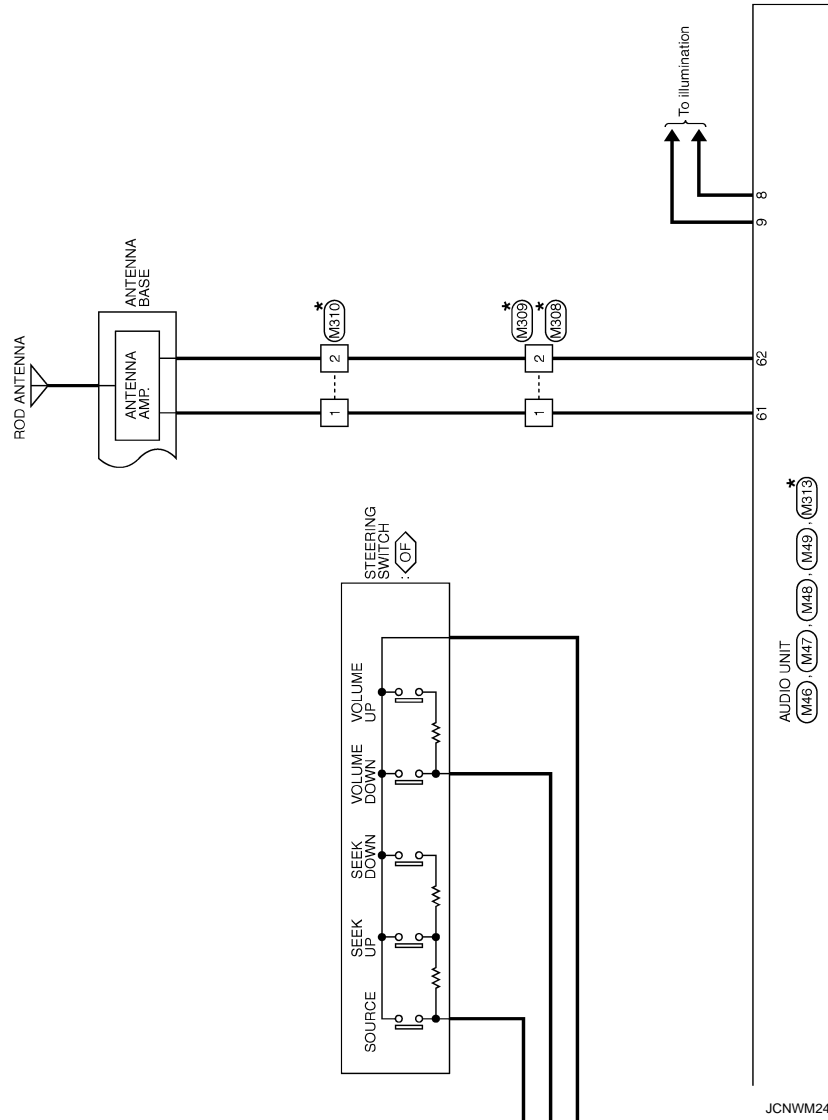 ROD ANTENNA
ANTENNA
BASE
ANTENNA
AMP.
1
2
M310
*
1
2
M309
*
M308
*
61
62
To illumination
9
8
STEERING
SWITCH
: OF
SOURCE
SEEK
UP
SEEK
DOWN
VOLUME
DOWN
VOLUME
UP
AUDIO UNIT
M46 , M47 , M48 , M49 , M313
*
JCNWM24